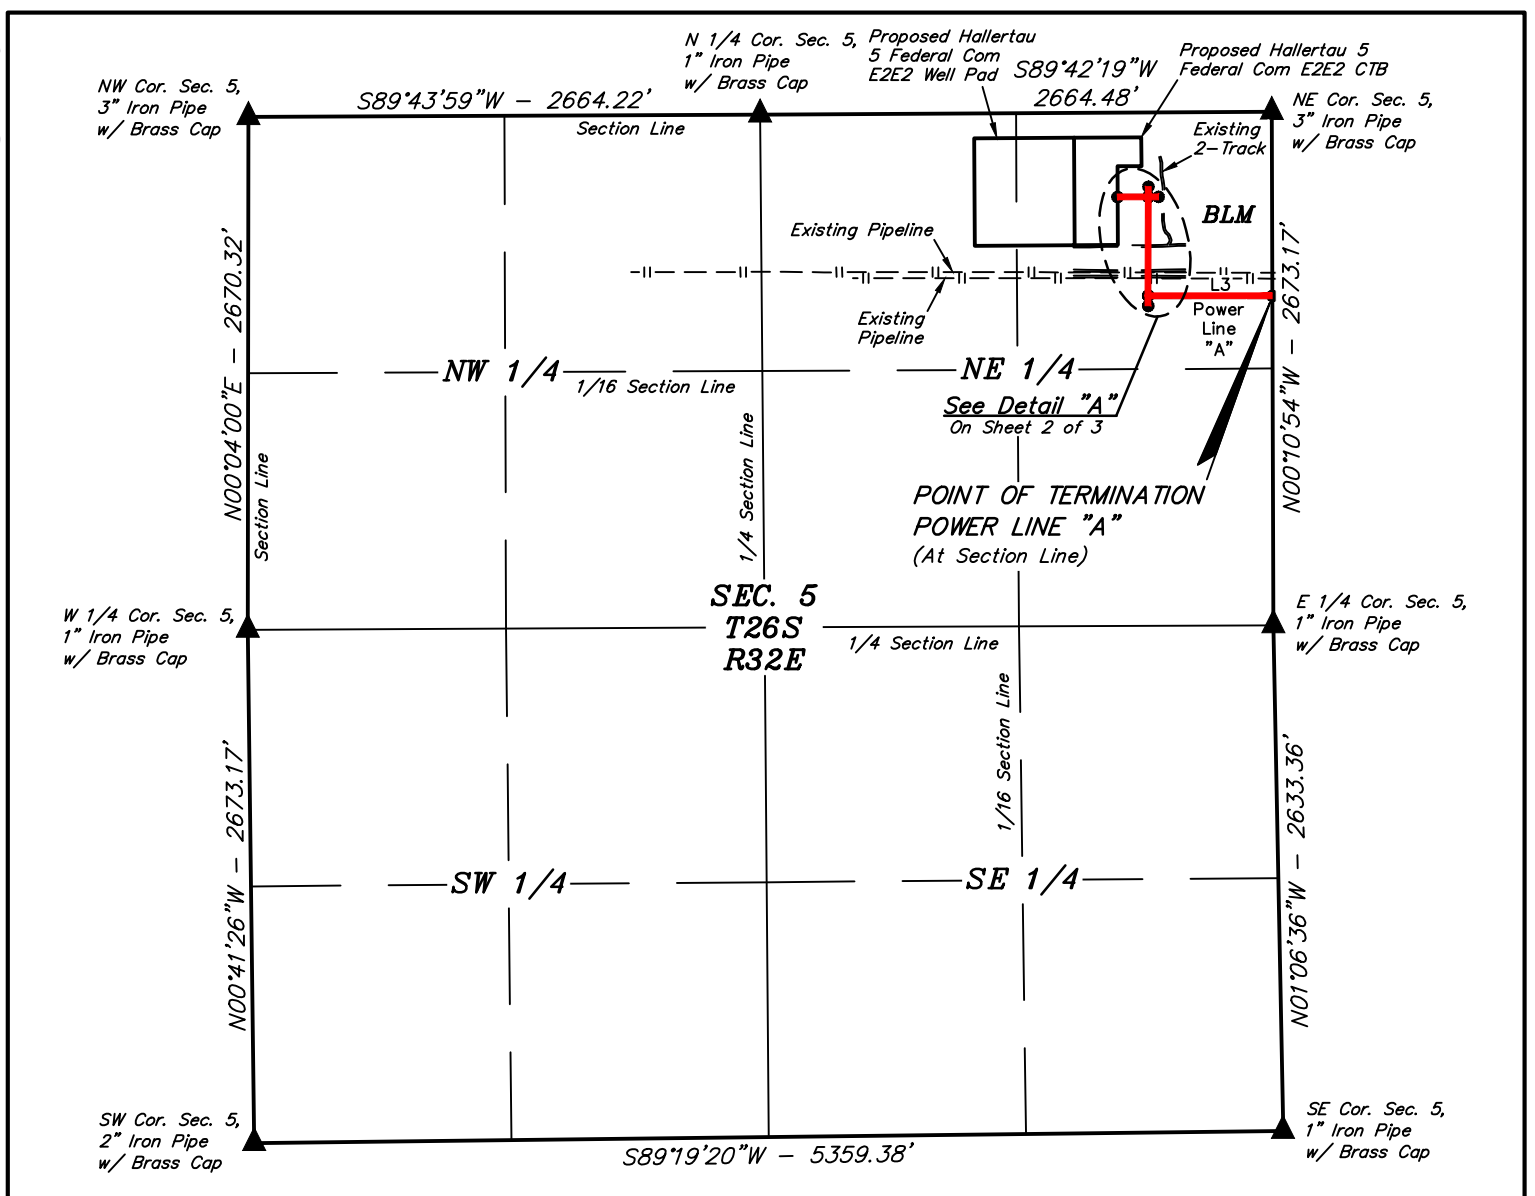 N 1/4 Cor. Sec. 5,
1" Iron Pipe
w/ Brass Cap
Proposed Hallertau
5 Federal Com
E2E2 Well Pad
S89°42'19"W
2664.48'
Proposed Hallertau 5
Federal Com E2E2 CTB
NW Cor. Sec. 5,
3" Iron Pipe
w/ Brass Cap
S89°43'59"W - 2664.22'
Section Line
NE Cor. Sec. 5,
3" Iron Pipe
w/ Brass Cap
Existing
2-Track
BLM
Existing Pipeline
Existing
Pipeline
L3
Power
Line
"A"
N00°04'00"E - 2670.32'
Section Line
N00°10'54"W - 2673.17'
NW 1/4
1/16 Section Line
NE 1/4
See Detail "A"
On Sheet 2 of 3
1/4 Section Line
POINT OF TERMINATION
POWER LINE "A"
(At Section Line)
W 1/4 Cor. Sec. 5,
1" Iron Pipe
w/ Brass Cap
SEC. 5
T26S
R32E
1/4 Section Line
E 1/4 Cor. Sec. 5,
1" Iron Pipe
w/ Brass Cap
1/16 Section Line
N00°41'26"W - 2673.17'
N01°06'36"W - 2633.36'
SW 1/4
SE 1/4
SW Cor. Sec. 5,
2" Iron Pipe
w/ Brass Cap
S89°19'20"W - 5359.38'
SE Cor. Sec. 5,
1" Iron Pipe
w/ Brass Cap